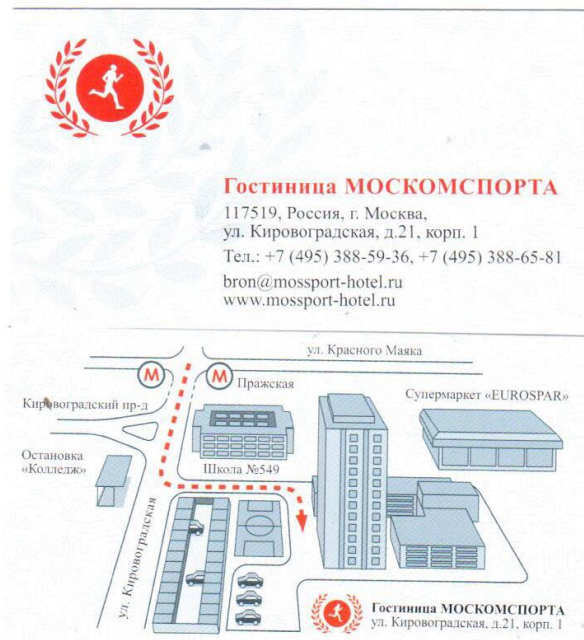 Гостиница МОСКОМСПОРТА
117519, Россия, г. Москва,
ул. Кировоградская, д.21, корп. 1
Тел.: +7 (495) 388-59-36, +7 (495) 388-65-81
bron@mossport-hotel.ru
www.mossport-hotel.ru
ул. Красного Маяка
М
М
Пражская
Кировоградский пр-д
Супермаркет «EUROSPAR»
Остановка
«Колледж»
Школа №549
ул. Кировоградская
Гостиница МОСКОМСПОРТА
ул. Кировоградская, д.21, корп. 1